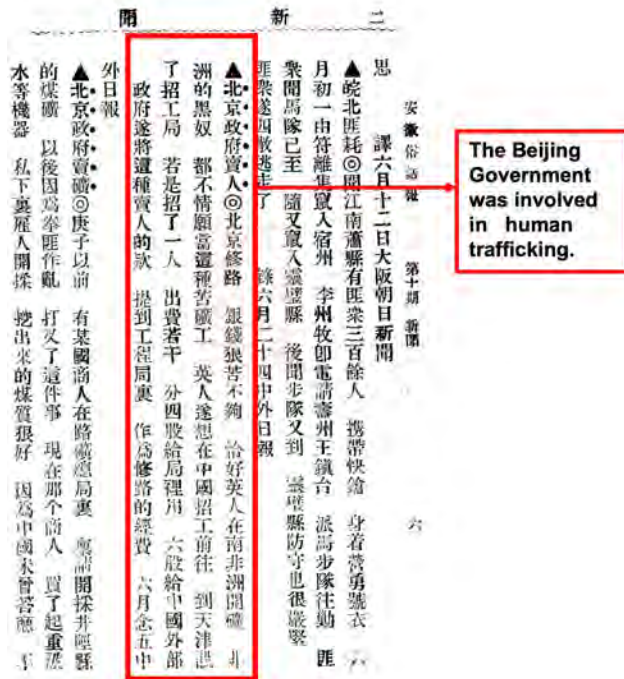 二 新 聞
安徽俗話報 第十期 新聞 六
思 譯六月十二日大阪朝日新聞
▲皖北匪耗◎聞江南蕭縣有匪衆三百餘人 携帶快鎗 身着營勇號衣 六
月初一由符離集竄入宿州 李州牧卽電請壽州王鎮台 派馬步隊往勦 匪
衆聞馬隊已至 隨又竄入靈璧縣 後聞步隊又到 靈璧縣防守也很嚴緊
匪衆遂四散逃走了 錄六月二十四中外日報
▲北京政府賣人◎北京修路 銀錢狠苦不夠 恰好英人在南非洲開礦 非
洲的黑奴 都不情願當這種苦礦工 英人遂想在中國招工前往 到天津設
了招工局 若是招了一人 出費若干 分四股給局裡用 六股給中國外部
政府遂將這種賣人的款 提到工程局裏 作爲修路的經費 六月念五中
外日報
▲北京政府賣礦◎庚子以前 有某國商人在路礦總局裏 稟請開採井陘縣
的煤礦 以後因爲拳匪作亂 打叉了這件事 現在那个商人 買了起重汲
水等機器 私下裏雇人開採 挖出來的煤質狠好 因爲中國未曾答應 不
The Beijing
Government
was involved
in human
trafficking.